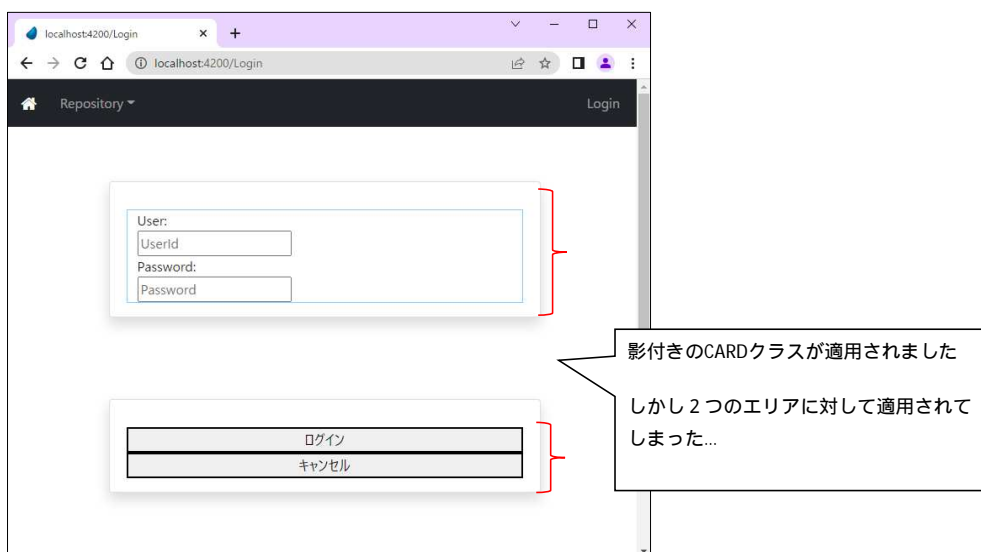 localhost:4200/Login
localhost:4200/Login
Repository
Login
User:
UserId
Password:
Password
影付きのCARDクラスが適用されました
しかし２つのエリアに対して適用されて
しまった…
ログイン
キャンセル